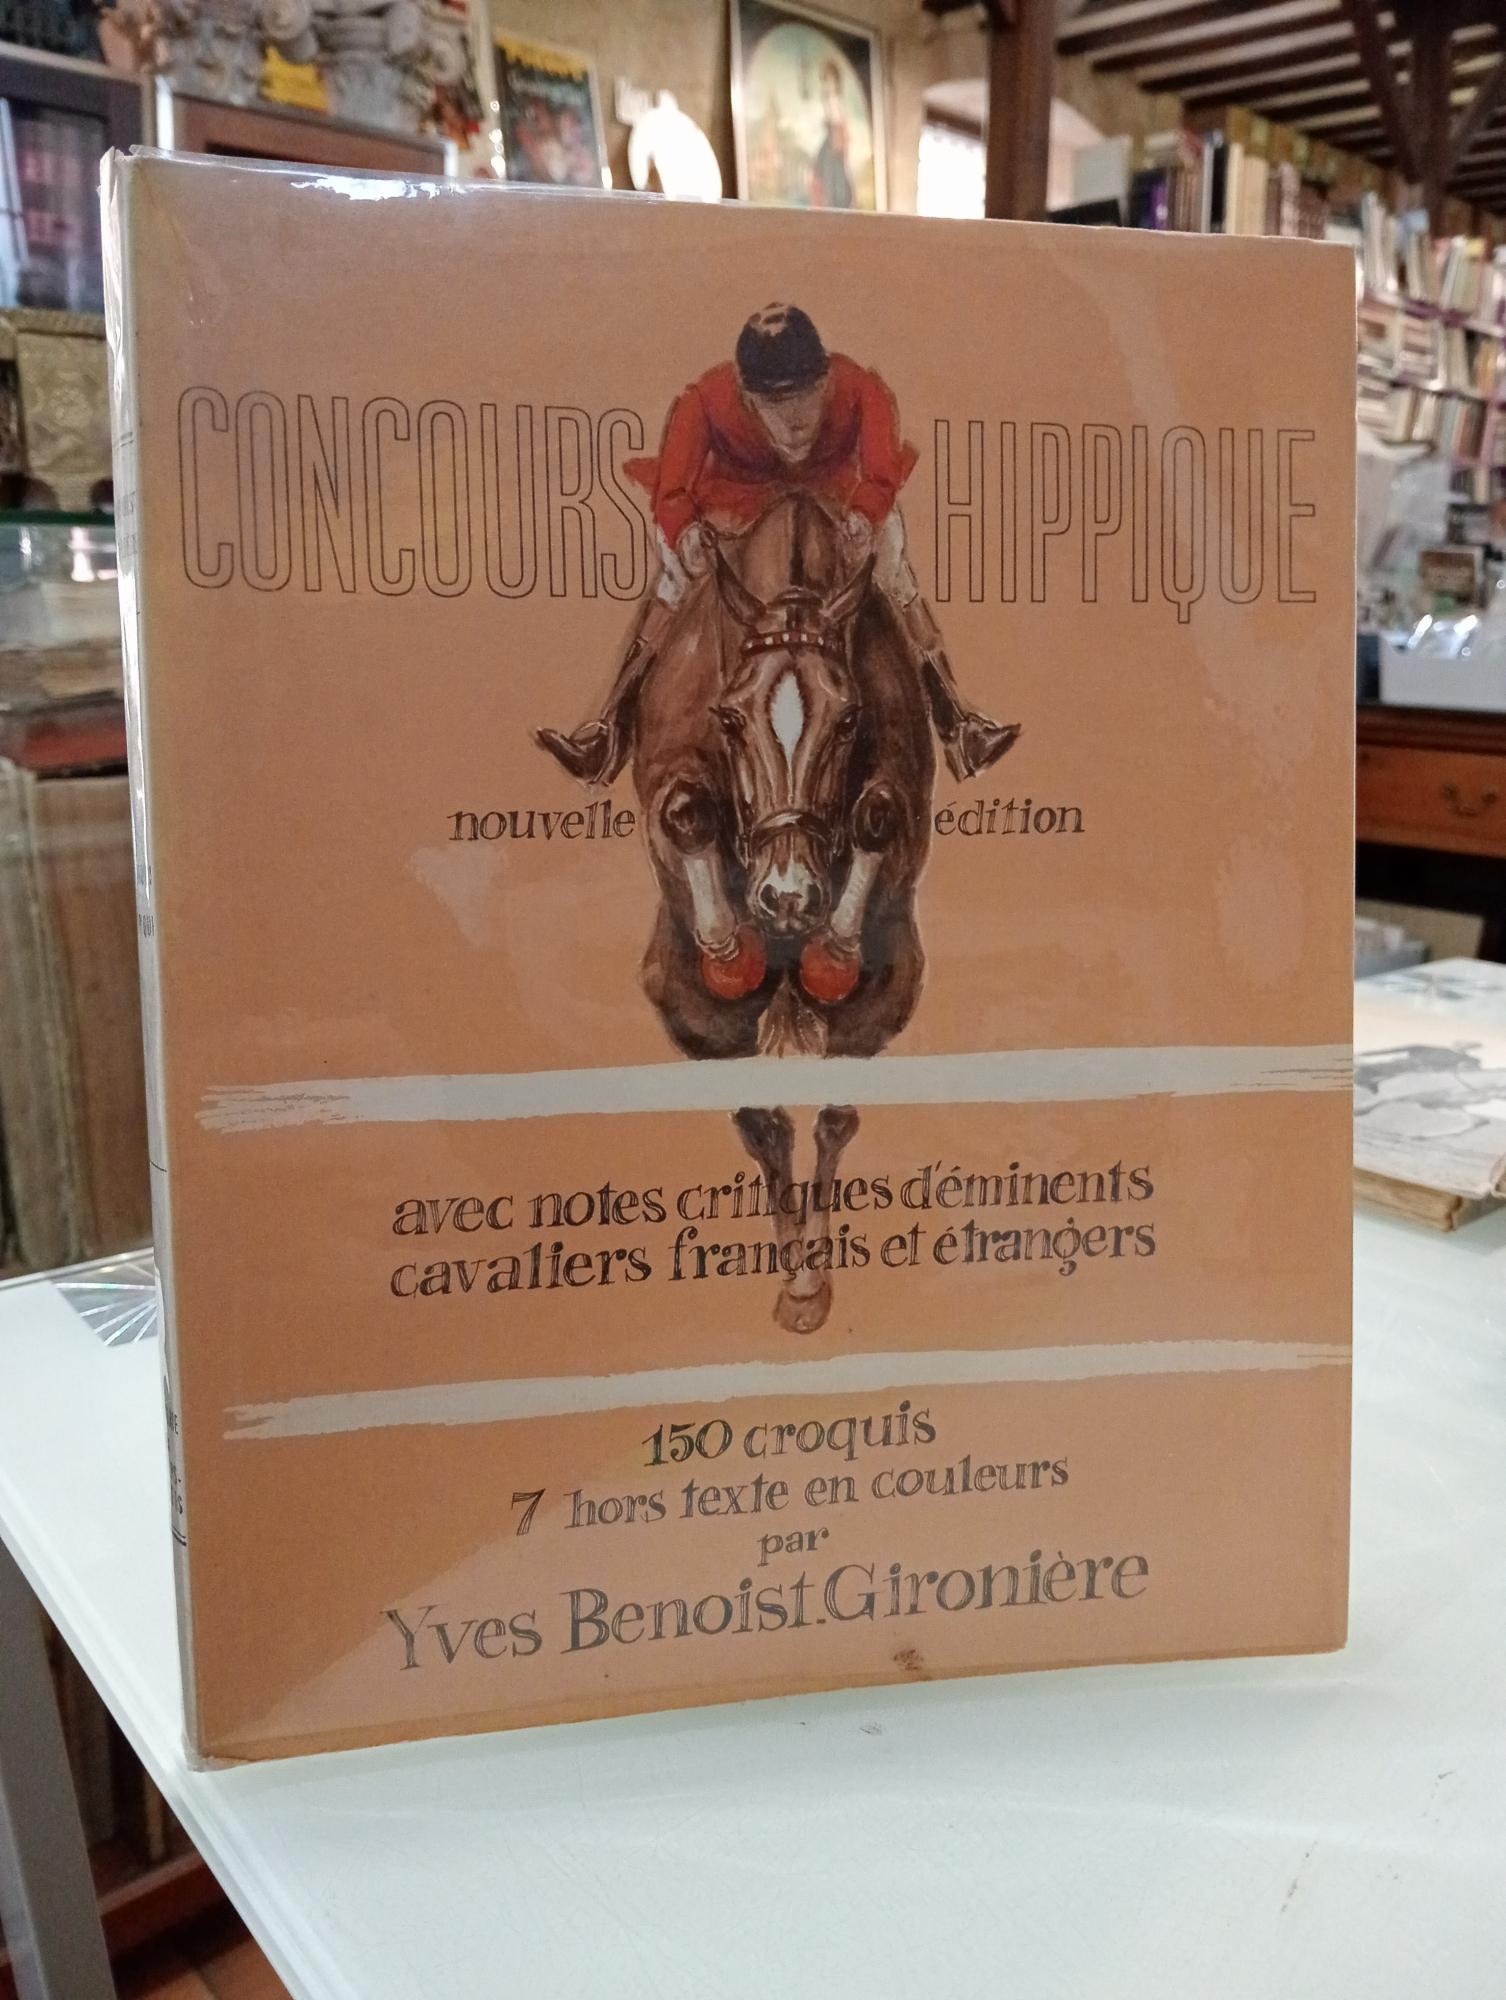 CONCOURS HIPPIQUE
nouvelle édition
avec notes critiques d'éminents
cavaliers français et étrangers
150 croquis
7 hors texte en couleurs
par
Yves Benoist-Gironière